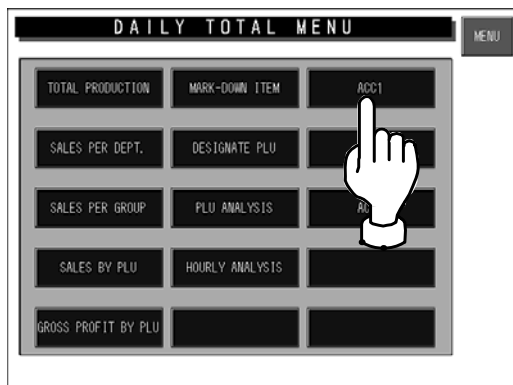 DAILY TOTAL MENU
MENU
TOTAL PRODUCTION
MARK-DOWN ITEM
ACC1
SALES PER DEPT.
DESIGNATE PLU
SALES PER GROUP
PLU ANALYSIS
SALES BY PLU
HOURLY ANALYSIS
GROSS PROFIT BY PLU